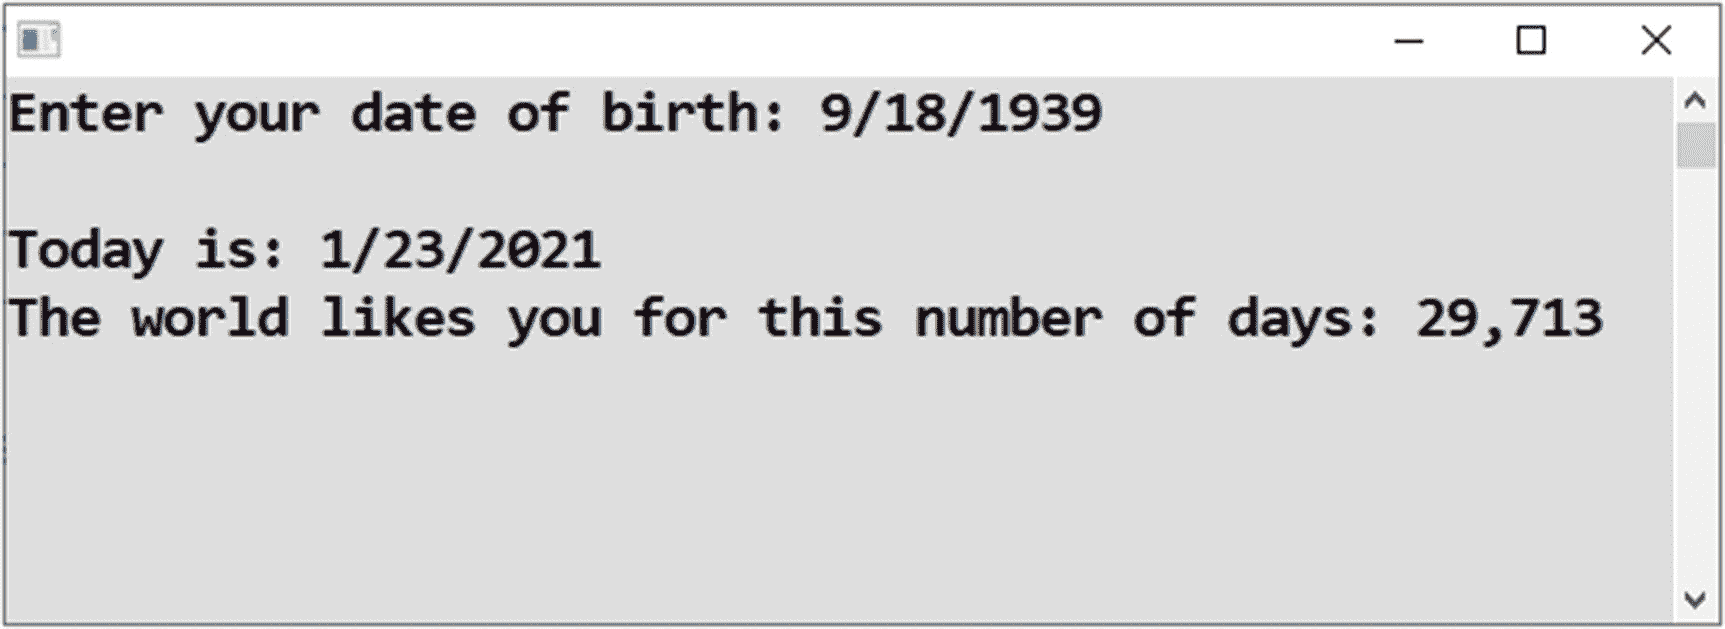 Enter your date of birth: 9/18/1939
Today is: 1/23/2021
The world likes you for this number of days: 29,713